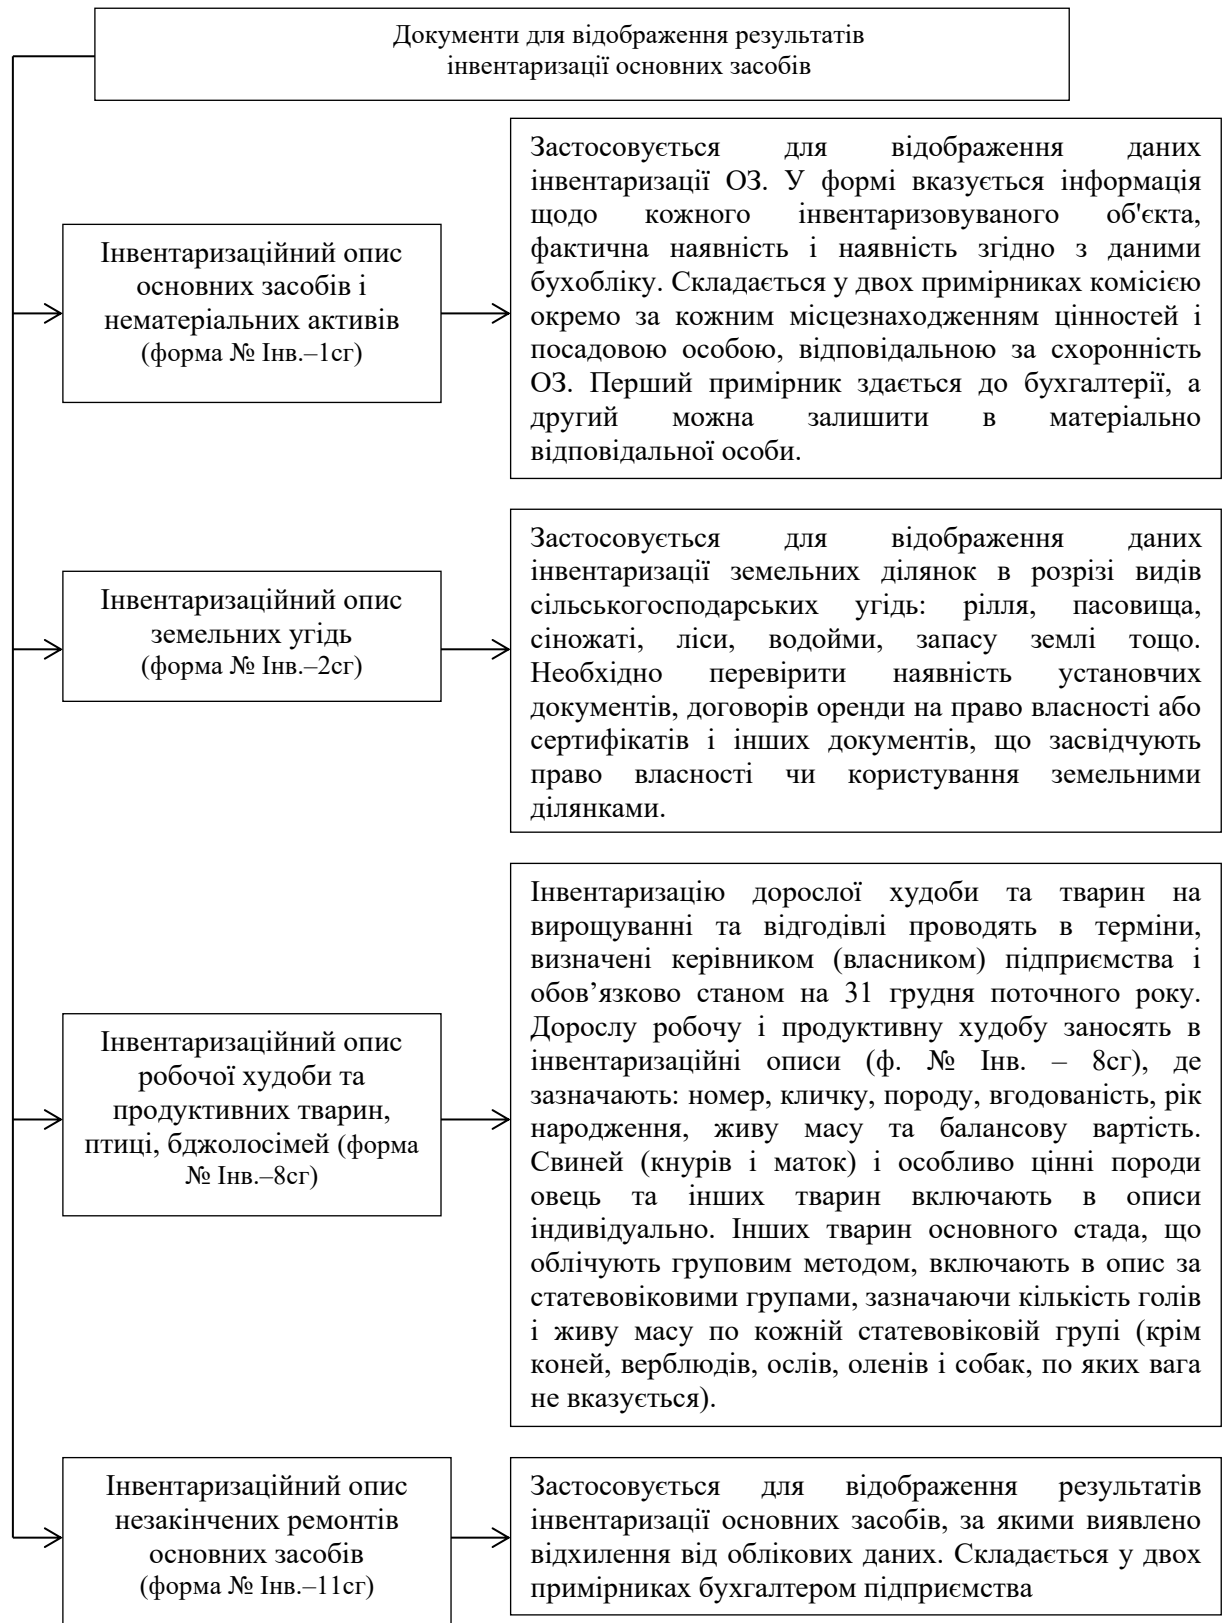 Документи для відображення результатів
інвентаризації основних засобів
Інвентаризаційний опис
основних засобів і
нематеріальних активів
(форма № Інв.–1сг)
Застосовується для відображення даних
інвентаризації ОЗ. У формі вказується інформація
щодо кожного інвентаризовуваного об'єкта,
фактична наявність і наявність згідно з даними
бухобліку. Складається у двох примірниках комісією
окремо за кожним місцезнаходженням цінностей і
посадовою особою, відповідальною за схоронність
ОЗ. Перший примірник здається до бухгалтерії, а
другий можна залишити в матеріально
відповідальної особи.
Інвентаризаційний опис
земельних угідь
(форма № Інв.–2сг)
Застосовується для відображення даних
інвентаризації земельних ділянок в розрізі видів
сільськогосподарських угідь: рілля, пасовища,
сіножаті, ліси, водойми, запасу землі тощо.
Необхідно перевірити наявність установчих
документів, договорів оренди на право власності або
сертифікатів і інших документів, що засвідчують
право власності чи користування земельними
ділянками.
Інвентаризаційний опис
робочої худоби та
продуктивних тварин,
птиці, бджолосімей (форма
№ Інв.–8сг)
Інвентаризацію дорослої худоби та тварин на
вирощуванні та відгодівлі проводять в терміни,
визначені керівником (власником) підприємства і
обов’язково станом на 31 грудня поточного року.
Дорослу робочу і продуктивну худобу заносять в
інвентаризаційні описи (ф. № Інв. – 8сг), де
зазначають: номер, кличку, породу, вгодованість, рік
народження, живу масу та балансову вартість.
Свиней (кнурів і маток) і особливо цінні породи
овець та інших тварин включають в описи
індивідуально. Інших тварин основного стада, що
облічують груповим методом, включають в опис за
статевовіковими групами, зазначаючи кількість голів
і живу масу по кожній статевовіковій групі (крім
коней, верблюдів, ослів, оленів і собак, по яких вага
не вказується).
Інвентаризаційний опис
незакінчених ремонтів
основних засобів
(форма № Інв.–11сг)
Застосовується для відображення результатів
інвентаризації основних засобів, за якими виявлено
відхилення від облікових даних. Складається у двох
примірниках бухгалтером підприємства